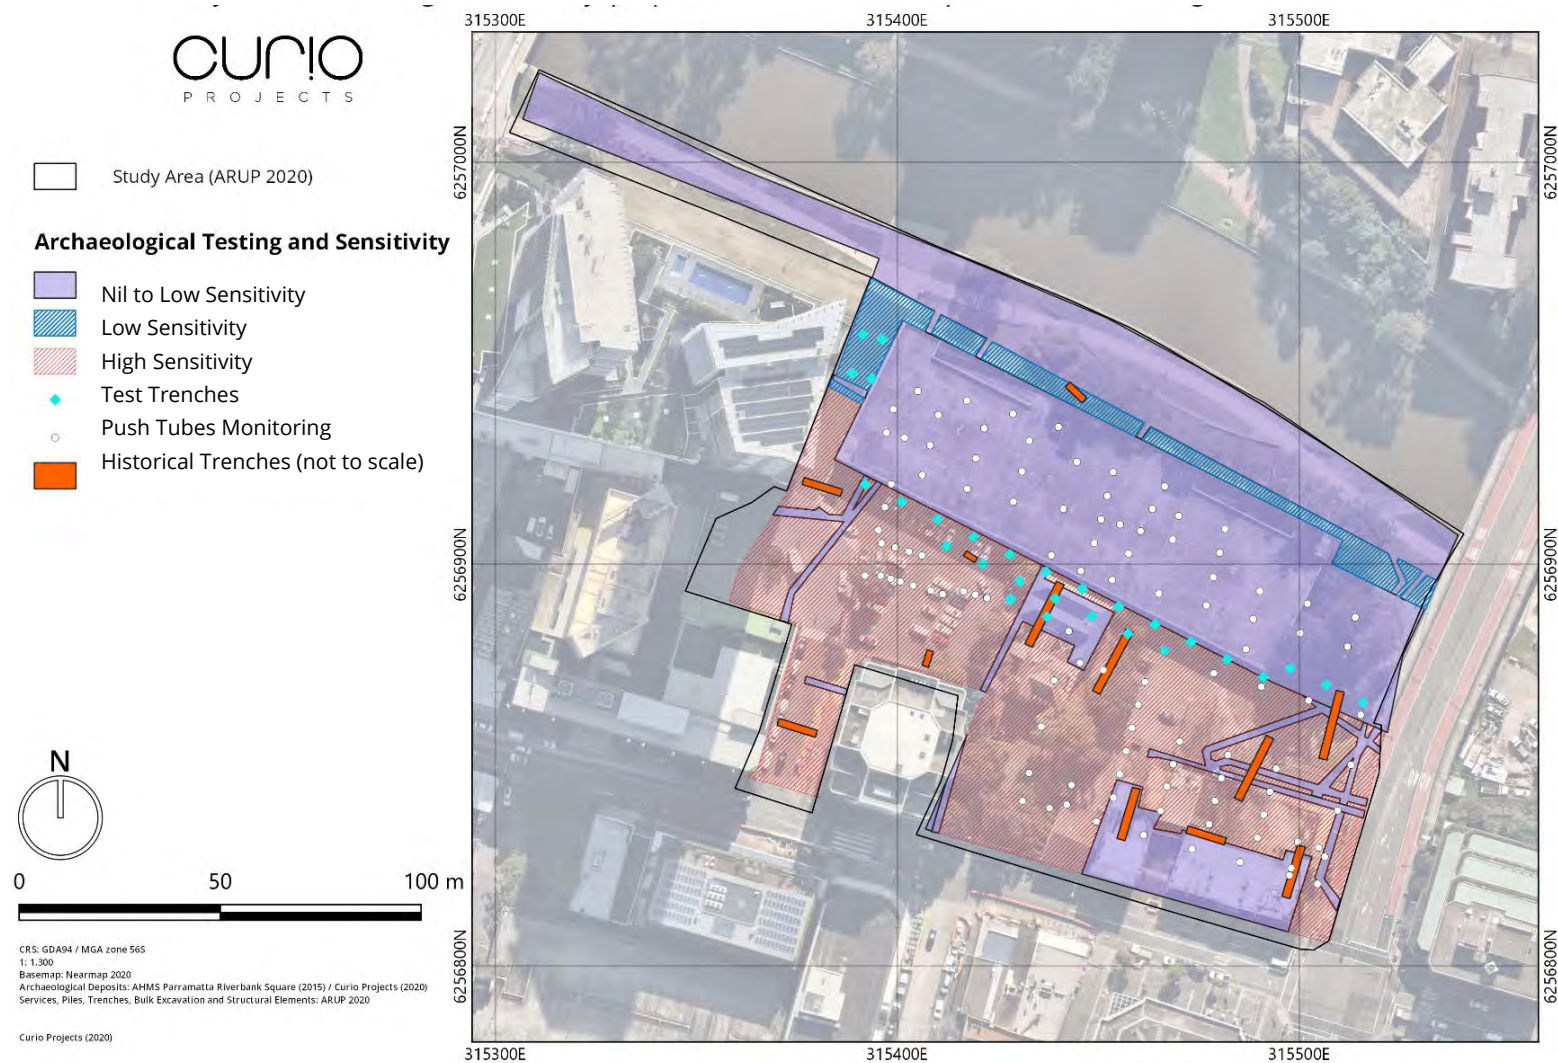 315300E 315400E 315500E
CURIO
PROJECTS
Study Area (ARUP 2020)
Archaeological Testing and Sensitivity
Nil to Low Sensitivity
Low Sensitivity
High Sensitivity
Test Trenches
Push Tubes Monitoring
Historical Trenches (not to scale)
6257000N 6257000N
6256900N 6256900N
6256800N 6256800N
N
0 50 100 m
CRS: GDA94 / MGA zone 56S
1: 1.300
Basemap: Nearmap 2020
Archaeological Deposits: AHMS Parramatta Riverbank Square (2015) / Curio Projects (2020)
Services, Piles, Trenches, Bulk Excavation and Structural Elements: ARUP 2020
Curio Projects (2020)
315300E 315400E 315500E